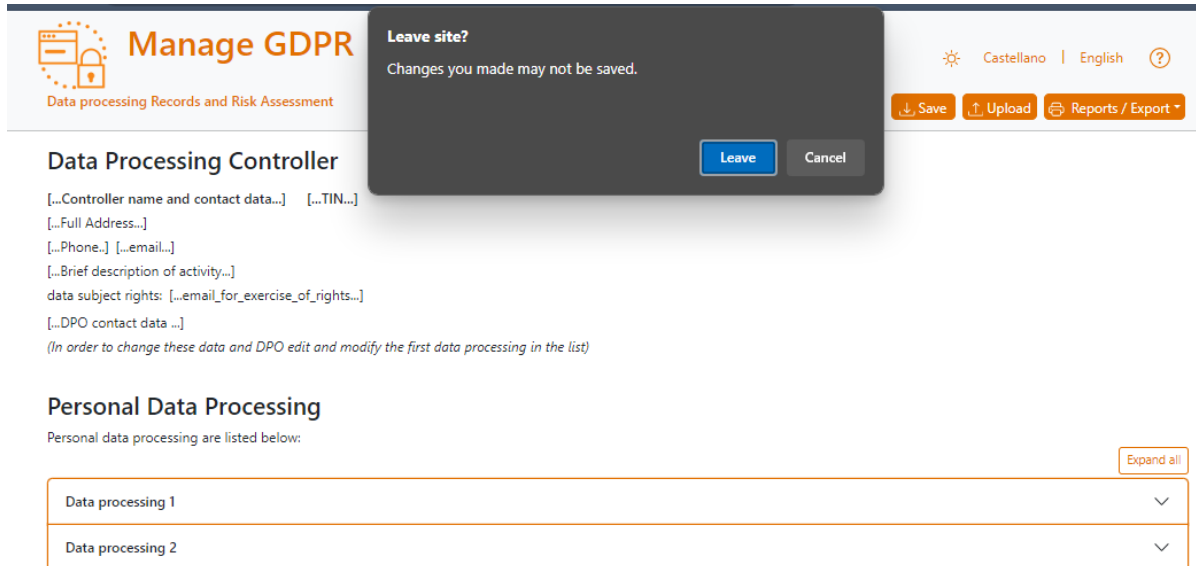 Manage GDPR
Data processing Records and Risk Assessment
Leave site?
Changes you made may not be saved.
Leave Cancel
Castellano | English ?
Save Upload Reports / Export
Data Processing Controller
[...Controller name and contact data...] [...TIN...]
[...Full Address...]
[...Phone..] [...email...]
[...Brief description of activity...]
data subject rights: [...email_for_exercise_of_rights...]
[...DPO contact data ...]
(In order to change these data and DPO edit and modify the first data processing in the list)
Personal Data Processing
Personal data processing are listed below:
Expand all
Data processing 1
Data processing 2